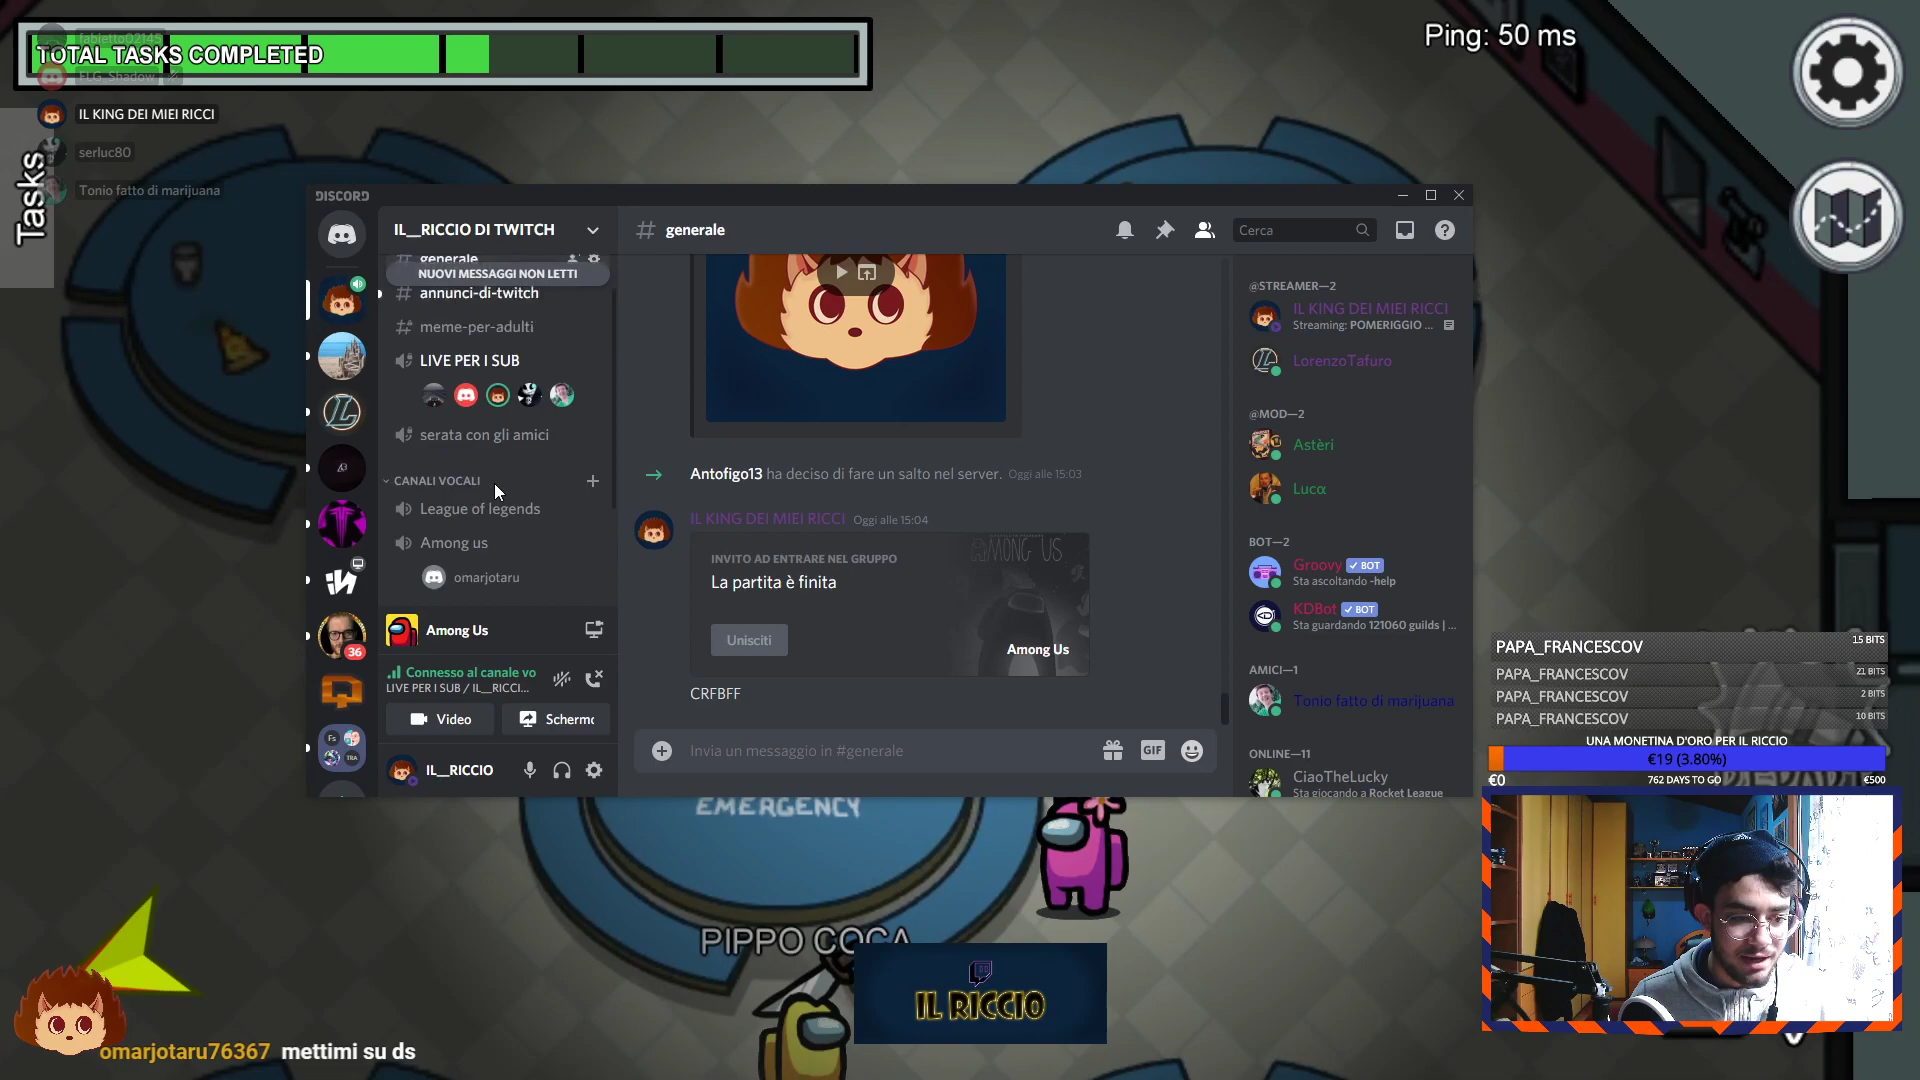 TOTAL TASKS COMPLETED
fabietto02145
FLG_Shadow
IL KING DEI MIEI RICCI
serluc80
Tonio fatto di marijuana
Tasks
Ping: 50 ms
DISCORD
IL__RICCIO DI TWITCH
generale
NUOVI MESSAGGI NON LETTI
annunci-di-twitch
meme-per-adulti
LIVE PER I SUB
serata con gli amici
CANALI VOCALI
League of legends
Among us
omarjotaru
36
Among Us
Connesso al canale vo
LIVE PER I SUB / IL__RICCI...
Video
Scherm
IL__RICCIO
generale
Cerca
Antofigo13 ha deciso di fare un salto nel server. Oggi alle 15:03
IL KING DEI MIEI RICCI Oggi alle 15:04
INVITO AD ENTRARE NEL GRUPPO
La partita è finita
AMONG US
Unisciti
Among Us
CRFBFF
Invia un messaggio in #generale
GIF
@STREAMER—2
IL KING DEI MIEI RICCI
Streaming: POMERIGGIO ...
LorenzoTafuro
@MOD—2
Astèri
Lucα
BOT—2
Groovy ✓ BOT
Sta ascoltando -help
KDBot ✓ BOT
Sta guardando 121060 guilds | ...
AMICI—1
Tonio fatto di marijuana
ONLINE—11
CiaoTheLucky
Sta giocando a Rocket League
PAPA_FRANCESCOV 15 BITS
PAPA_FRANCESCOV 21 BITS
PAPA_FRANCESCOV 2 BITS
PAPA_FRANCESCOV 10 BITS
UNA MONETINA D'ORO PER IL RICCIO
€19 (3.80%)
€0 762 DAYS TO GO €500
EMERGENCY
PIPPO COCA
IL RICCIO
omarjotaru76367 mettimi su ds